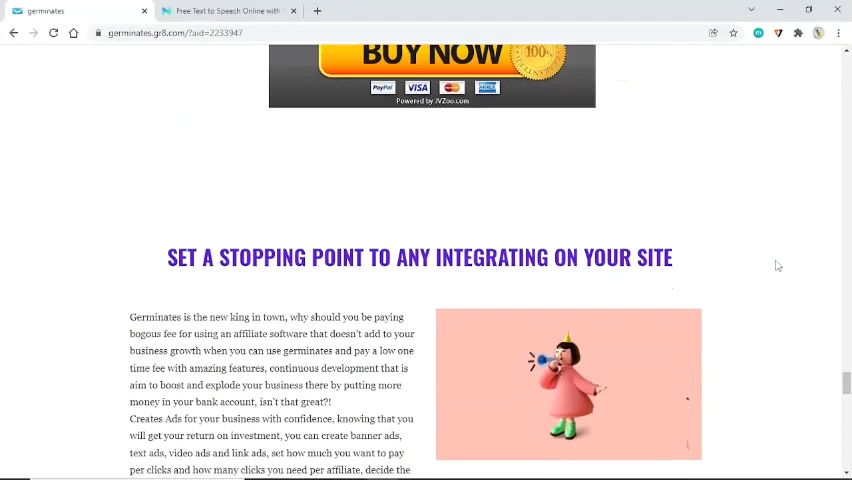 germinates
Free Text to Speech Online with
germinates.gr8.com/?aid=2233947
BUY NOW
100%
PayPal VISA MasterCard AMEX
Powered by JVZoo.com
SET A STOPPING POINT TO ANY INTEGRATING ON YOUR SITE
Germinates is the new king in town, why should you be paying
bogous fee for using an affiliate software that doesn't add to your
business growth when you can use germinates and pay a low one
time fee with amazing features, continuous development that is
aim to boost and explode your business there by putting more
money in your bank account, isn't that great?!
Creates Ads for your business with confidence, knowing that you
will get your return on investment, you can create banner ads,
text ads, video ads and link ads, set how much you want to pay
per clicks and how many clicks you need per affiliate, decide the